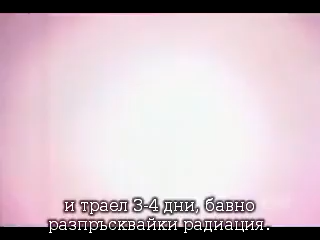 и траел 3-4 дни, бавно
разпръсквайки радиация.